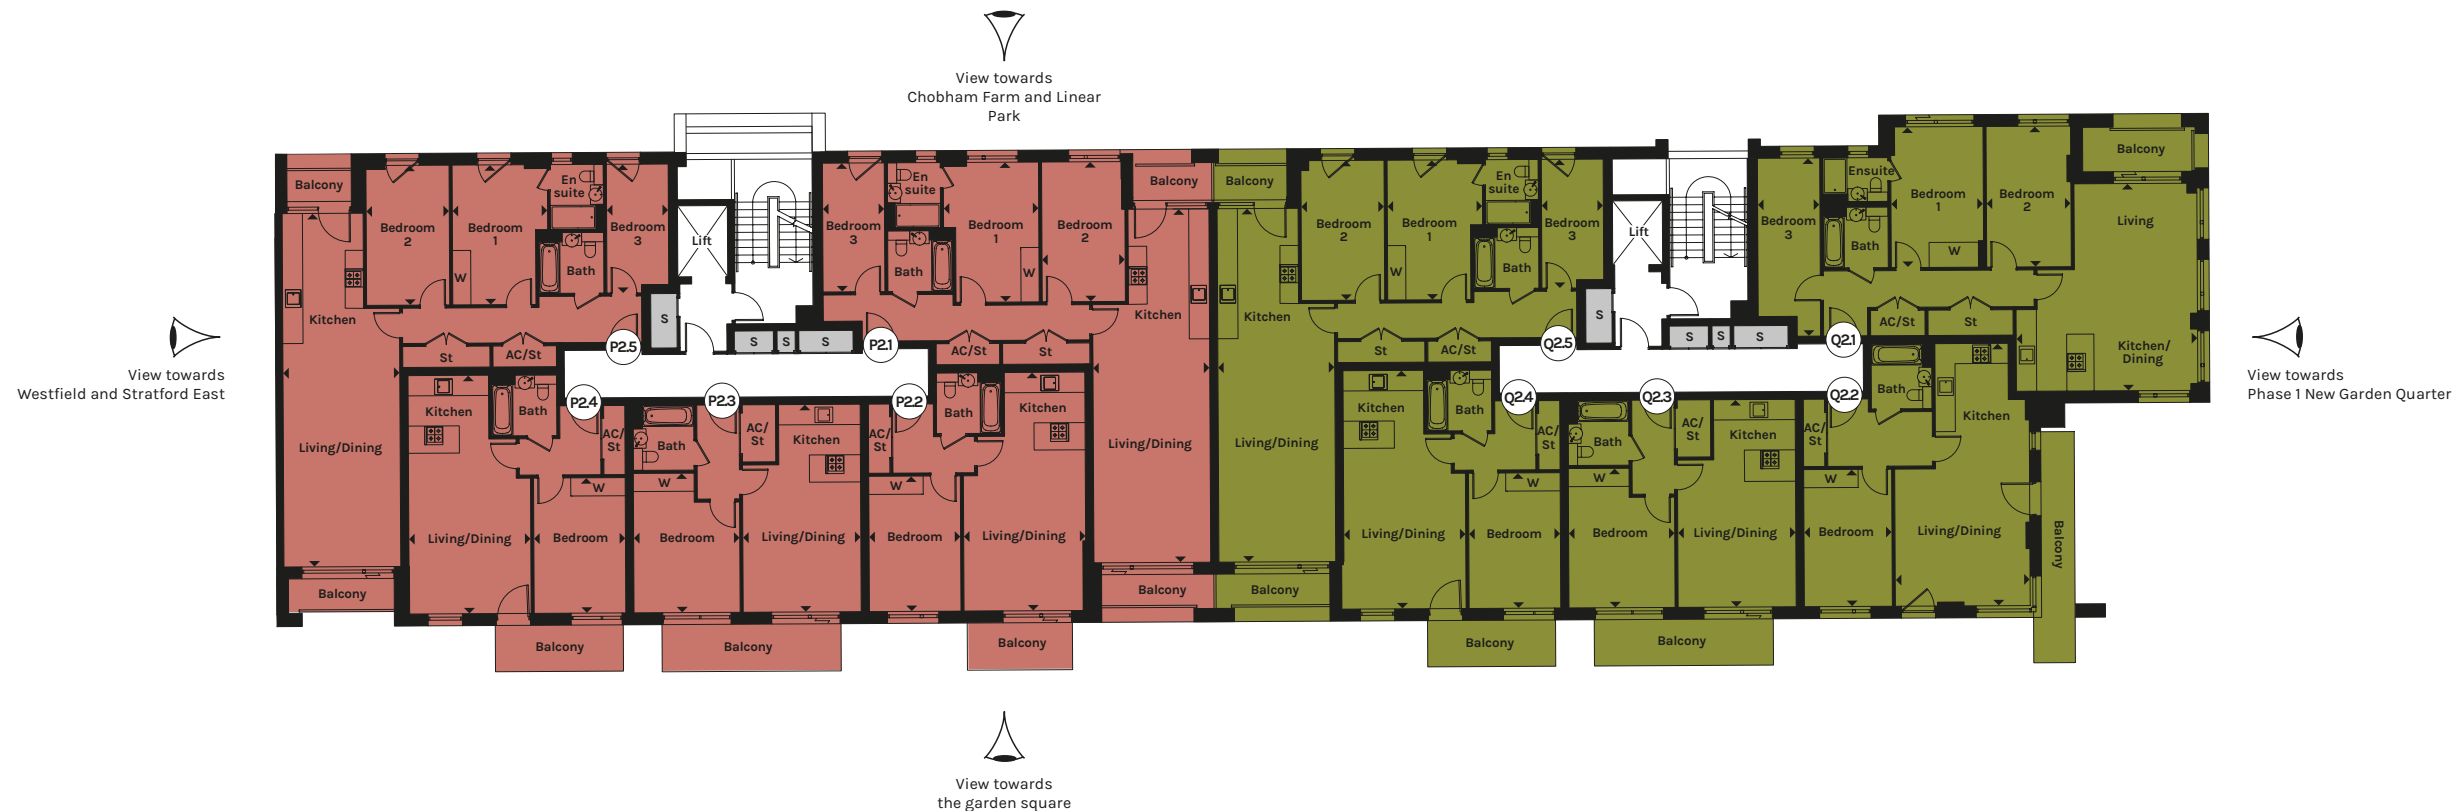 View towards
Chobham Farm and Linear
Park
View towards
Westfield and Stratford East
View towards
Phase 1 New Garden Quarter
Balcony
Bedroom
2
Bedroom
1
En
suite
Bedroom
3
W
Bath
Kitchen
St
AC/St
Living/Dining
Balcony
P2.5
Lift
S
S
S
S
Bedroom
3
En
suite
Bedroom
1
Bedroom
2
Balcony
Bath
W
Kitchen
AC/St
St
Living/Dining
Balcony
P2.1
P2.4
Kitchen
Bath
AC/
St
W
Living/Dining
Bedroom
Balcony
P2.3
Bath
AC/
St
Kitchen
W
Bedroom
Living/Dining
Balcony
P2.2
AC/
St
Bath
Kitchen
W
Bedroom
Living/Dining
Balcony
Balcony
Bedroom
2
Bedroom
1
En
suite
Bedroom
3
W
Bath
Kitchen
St
AC/St
Living/Dining
Balcony
Q2.5
Lift
S
S
S
S
Bedroom
3
Ensuite
Bedroom
1
Bedroom
2
Balcony
Living
Bath
W
AC/St
St
Kitchen/
Dining
Q2.1
Q2.4
Kitchen
Bath
AC/
St
W
Living/Dining
Bedroom
Balcony
Q2.3
Bath
AC/
St
Kitchen
W
Bedroom
Living/Dining
Balcony
Q2.2
AC/
St
Bath
Kitchen
W
Bedroom
Living/Dining
Balcony
View towards
the garden square